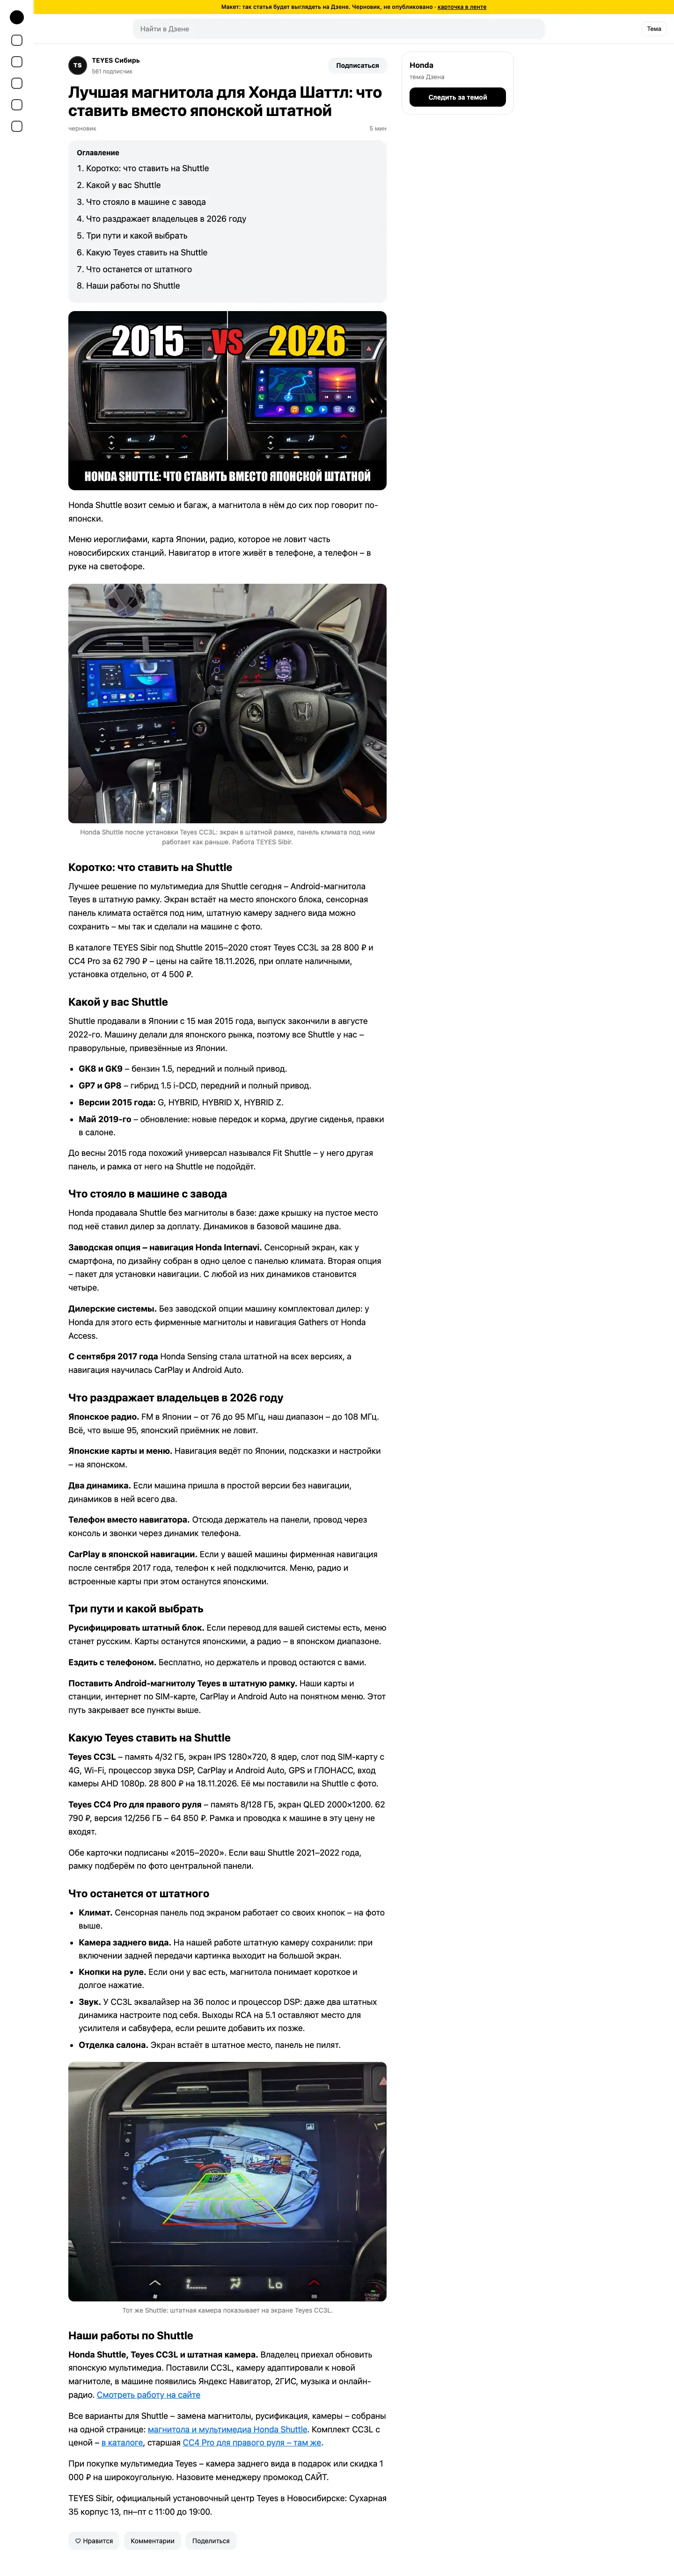 Макет: так статья будет выглядеть на Дзене. Черновик, не опубликовано · карточка в ленте
Найти в Дзене
Тема
TS
TEYES Сибирь
561 подписчик
Подписаться
Honda
тема Дзена
Следить за темой
Лучшая магнитола для Хонда Шаттл: что
ставить вместо японской штатной
черновик
5 мин
Оглавление
1. Коротко: что ставить на Shuttle
2. Какой у вас Shuttle
3. Что стояло в машине с завода
4. Что раздражает владельцев в 2026 году
5. Три пути и какой выбрать
6. Какую Teyes ставить на Shuttle
7. Что останется от штатного
8. Наши работы по Shuttle
2015 VS 2026
HONDA SHUTTLE: ЧТО СТАВИТЬ ВМЕСТО ЯПОНСКОЙ ШТАТНОЙ
Honda Shuttle возит семью и багаж, а магнитола в нём до сих пор говорит по-
японски.
Меню иероглифами, карта Японии, радио, которое не ловит часть
новосибирских станций. Навигатор в итоге живёт в телефоне, а телефон – в
руке на светофоре.
Honda Shuttle после установки Teyes CC3L: экран в штатной рамке, панель климата под ним
работает как раньше. Работа TEYES Sibir.
Коротко: что ставить на Shuttle
Лучшее решение по мультимедиа для Shuttle сегодня – Android-магнитола
Teyes в штатную рамку. Экран встаёт на место японского блока, сенсорная
панель климата остаётся под ним, штатную камеру заднего вида можно
сохранить – мы так и сделали на машине с фото.
В каталоге TEYES Sibir под Shuttle 2015–2020 стоят Teyes CC3L за 28 800 ₽ и
CC4 Pro за 62 790 ₽ – цены на сайте 18.11.2026, при оплате наличными,
установка отдельно, от 4 500 ₽.
Какой у вас Shuttle
Shuttle продавали в Японии с 15 мая 2015 года, выпуск закончили в августе
2022-го. Машину делали для японского рынка, поэтому все Shuttle у нас –
праворульные, привезённые из Японии.
• GK8 и GK9 – бензин 1.5, передний и полный привод.
• GP7 и GP8 – гибрид 1.5 i-DCD, передний и полный привод.
• Версии 2015 года: G, HYBRID, HYBRID X, HYBRID Z.
• Май 2019-го – обновление: новые передок и корма, другие сиденья, правки
в салоне.
До весны 2015 года похожий универсал назывался Fit Shuttle – у него другая
панель, и рамка от него на Shuttle не подойдёт.
Что стояло в машине с завода
Honda продавала Shuttle без магнитолы в базе: даже крышку на пустое место
под неё ставил дилер за доплату. Динамиков в базовой машине два.
Заводская опция – навигация Honda Internavi. Сенсорный экран, как у
смартфона, по дизайну собран в одно целое с панелью климата. Вторая опция
– пакет для установки навигации. С любой из них динамиков становится
четыре.
Дилерские системы. Без заводской опции машину комплектовал дилер: у
Honda для этого есть фирменные магнитолы и навигация Gathers от Honda
Access.
С сентября 2017 года Honda Sensing стала штатной на всех версиях, а
навигация научилась CarPlay и Android Auto.
Что раздражает владельцев в 2026 году
Японское радио. FM в Японии – от 76 до 95 МГц, наш диапазон – до 108 МГц.
Всё, что выше 95, японский приёмник не ловит.
Японские карты и меню. Навигация ведёт по Японии, подсказки и настройки
– на японском.
Два динамика. Если машина пришла в простой версии без навигации,
динамиков в ней всего два.
Телефон вместо навигатора. Отсюда держатель на панели, провод через
консоль и звонки через динамик телефона.
CarPlay в японской навигации. Если у вашей машины фирменная навигация
после сентября 2017 года, телефон к ней подключится. Меню, радио и
встроенные карты при этом останутся японскими.
Три пути и какой выбрать
Русифицировать штатный блок. Если перевод для вашей системы есть, меню
станет русским. Карты останутся японскими, а радио – в японском диапазоне.
Ездить с телефоном. Бесплатно, но держатель и провод остаются с вами.
Поставить Android-магнитолу Teyes в штатную рамку. Наши карты и
станции, интернет по SIM-карте, CarPlay и Android Auto на понятном меню. Этот
путь закрывает все пункты выше.
Какую Teyes ставить на Shuttle
Teyes CC3L – память 4/32 ГБ, экран IPS 1280×720, 8 ядер, слот под SIM-карту с
4G, Wi-Fi, процессор звука DSP, CarPlay и Android Auto, GPS и ГЛОНАСС, вход
камеры AHD 1080p. 28 800 ₽ на 18.11.2026. Её мы поставили на Shuttle с фото.
Teyes CC4 Pro для правого руля – память 8/128 ГБ, экран QLED 2000×1200. 62
790 ₽, версия 12/256 ГБ – 64 850 ₽. Рамка и проводка к машине в эту цену не
входят.
Обе карточки подписаны «2015–2020». Если ваш Shuttle 2021–2022 года,
рамку подберём по фото центральной панели.
Что останется от штатного
• Климат. Сенсорная панель под экраном работает со своих кнопок – на фото
выше.
• Камера заднего вида. На нашей работе штатную камеру сохранили: при
включении задней передачи картинка выходит на большой экран.
• Кнопки на руле. Если они у вас есть, магнитола понимает короткое и
долгое нажатие.
• Звук. У CC3L эквалайзер на 36 полос и процессор DSP: даже два штатных
динамика настроите под себя. Выходы RCA на 5.1 оставляют место для
усилителя и сабвуфера, если решите добавить их позже.
• Отделка салона. Экран встаёт в штатное место, панель не пилят.
Тот же Shuttle: штатная камера показывает на экране Teyes CC3L.
Наши работы по Shuttle
Honda Shuttle, Teyes CC3L и штатная камера. Владелец приехал обновить
японскую мультимедиа. Поставили CC3L, камеру адаптировали к новой
магнитоле, в машине появились Яндекс Навигатор, 2ГИС, музыка и онлайн-
радио. Смотреть работу на сайте
Все варианты для Shuttle – замена магнитолы, русификация, камеры – собраны
на одной странице: магнитола и мультимедиа Honda Shuttle. Комплект CC3L с
ценой – в каталоге, старшая CC4 Pro для правого руля – там же.
При покупке мультимедиа Teyes – камера заднего вида в подарок или скидка 1
000 ₽ на широкоугольную. Назовите менеджеру промокод САЙТ.
TEYES Sibir, официальный установочный центр Teyes в Новосибирске: Сухарная
35 корпус 13, пн–пт с 11:00 до 19:00.
Нравится
Комментарии
Поделиться